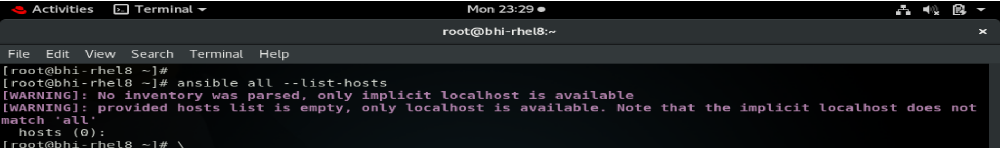 Activities Terminal Mon 23:29
root@bhi-rhel8:~
File Edit View Search Terminal Help
[root@bhi-rhel8 ~]#
[root@bhi-rhel8 ~]# ansible all --list-hosts
[WARNING]: No inventory was parsed, only implicit localhost is available
[WARNING]: provided hosts list is empty, only localhost is available. Note that the implicit localhost does not
match 'all'
  hosts (0):
[root@bhi-rhel8 ~]# \